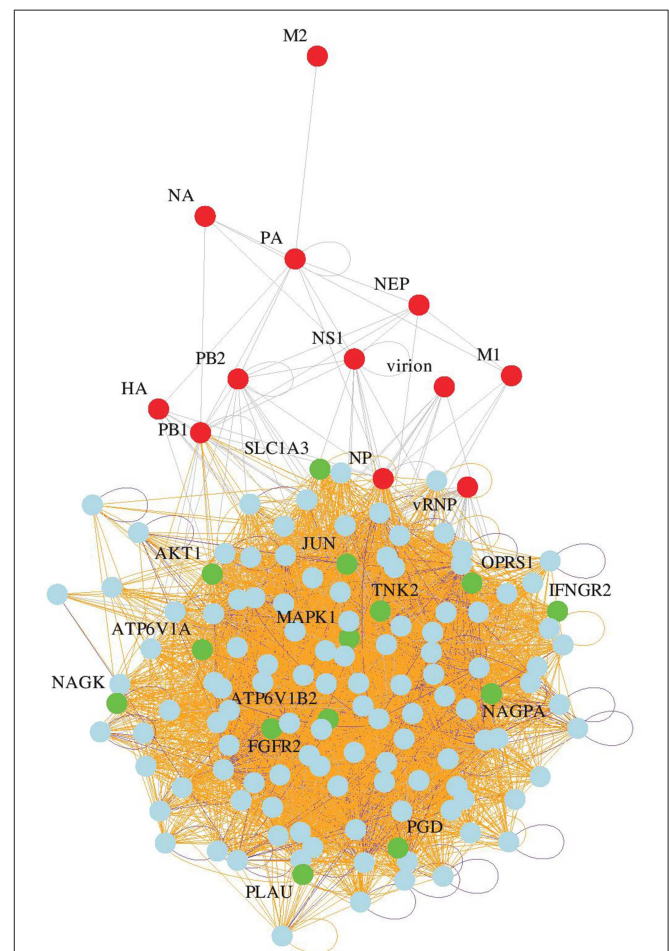 M2
NA
PA
NEP
NS1
PB2
virion
M1
HA
PB1
SLC1A3
NP
vRNP
JUN
AKT1
OPRS1
TNK2
IFNGR2
MAPK1
ATP6V1A
NAGK
ATP6V1B2
NAGPA
FGFR2
PGD
PLAU